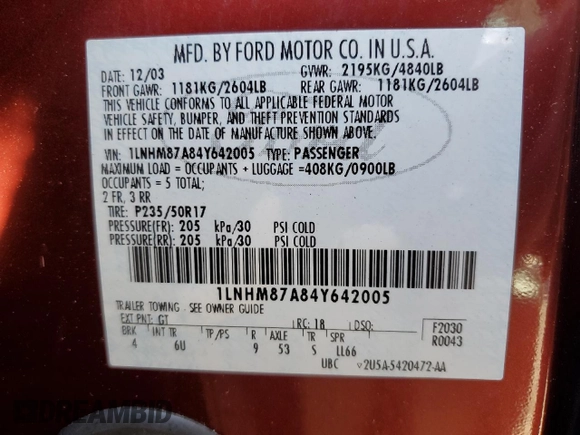 MFD. BY FORD MOTOR CO. IN U.S.A.
DATE: 12/03 GVWR: 2195KG/4840LB
FRONT GAWR: 1181KG/2604LB REAR GAWR: 1181KG/2604LB
THIS VEHICLE CONFORMS TO ALL APPLICABLE FEDERAL MOTOR
VEHICLE SAFETY, BUMPER, AND THEFT PREVENTION STANDARDS
IN EFFECT ON THE DATE OF MANUFACTURE SHOWN ABOVE.
VIN: 1LNHM87A84Y642005 TYPE: PASSENGER
MAXIMUM LOAD = OCCUPANTS + LUGGAGE =408KG/0900LB
OCCUPANTS = 5 TOTAL;
2 FR, 3 RR
TIRE: P235/50R17
PRESSURE(FR): 205 kPa/30 PSI COLD
PRESSURE(RR): 205 kPa/30 PSI COLD
1LNHM87A84Y642005
TRAILER TOWING - SEE OWNER GUIDE
EXT PNT: GT RC: 18 DSO: F2030
BRK INT TR TP/PS R AXLE TR SPR R0043
4 6U 9 53 S LL66
UBC 2U5A-5420472-AA
DREAMBID